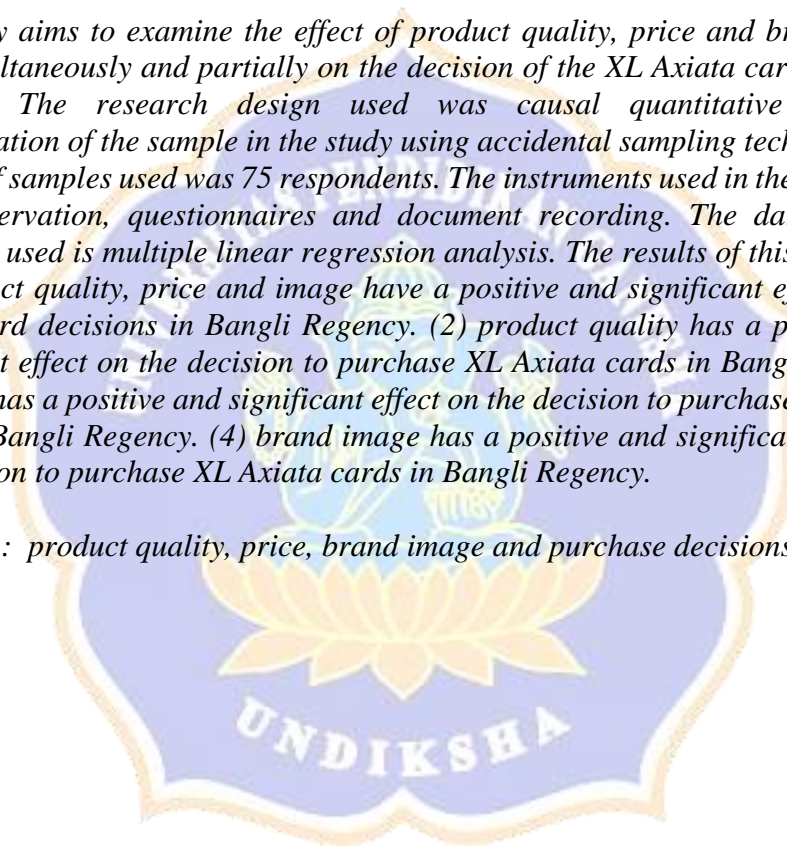 y aims to examine the effect of product quality, price and br
ultaneously and partially on the decision of the XL Axiata car
The research design used was causal quantitative
ation of the sample in the study using accidental sampling tech
f samples used was 75 respondents. The instruments used in the
ervation, questionnaires and document recording. The da
used is multiple linear regression analysis. The results of this
ct quality, price and image have a positive and significant e
rd decisions in Bangli Regency. (2) product quality has a p
t effect on the decision to purchase XL Axiata cards in Bang
has a positive and significant effect on the decision to purchase
Bangli Regency. (4) brand image has a positive and significa
on to purchase XL Axiata cards in Bangli Regency.
: product quality, price, brand image and purchase decisions
UNIVERSITAS PENDIDIKAN
UNDIKSHA